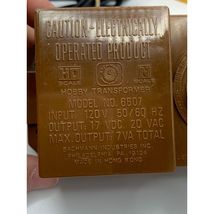 CAUTION-ELECTRICALLY
OPERATED PRODUCT
HO N
SCALE SCALE
HOBBY TRANSFORMER
MODEL NO. 6607
INPUT: 120V 50/60 HZ
OUTPUT: 17 VDC, 20 VAC
MAX. OUTPUT: 7VA TOTAL
BACHMANN INDUSTRIES INC.
PHILADELPHIA, PA. 19124
MADE IN HONG KONG